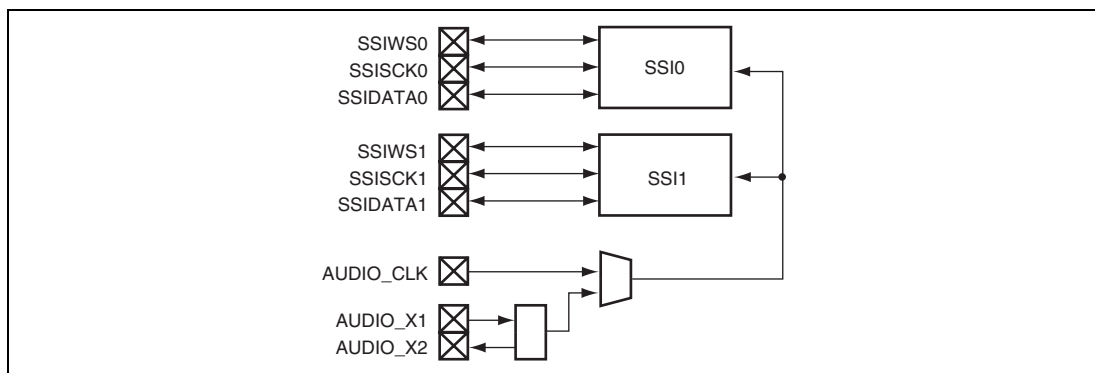 SSIWS0
SSISCK0
SSIDATA0
SSI0
SSIWS1
SSISCK1
SSIDATA1
SSI1
AUDIO_CLK
AUDIO_X1
AUDIO_X2